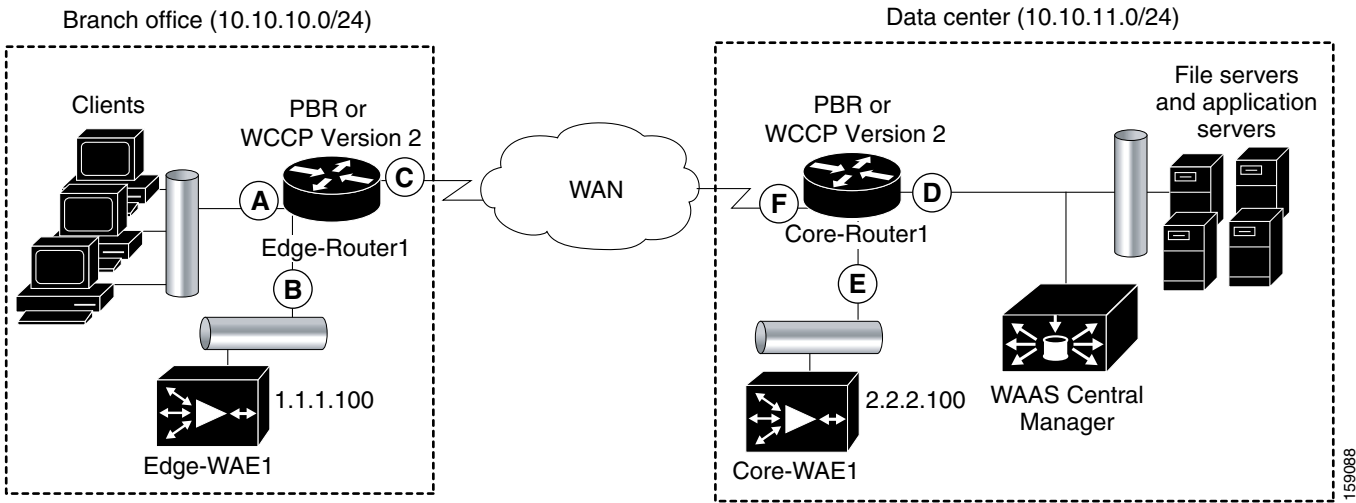 Branch office (10.10.10.0/24)
Data center (10.10.11.0/24)
Clients
PBR or
WCCP Version 2
A
C
Edge-Router1
B
1.1.1.100
Edge-WAE1
WAN
PBR or
WCCP Version 2
F
D
Core-Router1
E
2.2.2.100
Core-WAE1
File servers
and application
servers
WAAS Central
Manager
159088